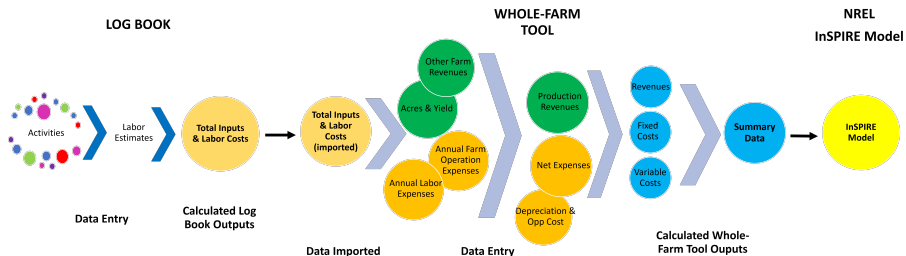 LOG BOOK
WHOLE-FARM
TOOL
NREL
InSPIRE Model
Activities
Labor
Estimates
Total Inputs
& Labor Costs
Total Inputs
& Labor
Costs
(imported)
Other Farm
Revenues
Acres & Yield
Annual Farm
Operation
Expenses
Annual Labor
Expenses
Production
Revenues
Net Expenses
Depreciation &
Opp Cost
Revenues
Fixed
Costs
Variable
Costs
Summary
Data
InSPIRE
Model
Data Entry
Calculated Log
Book Outputs
Data Imported
Data Entry
Calculated Whole-
Farm Tool Ouputs